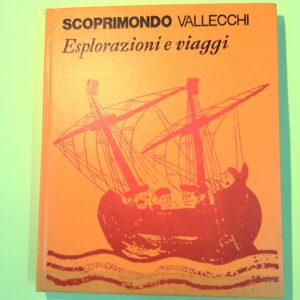 SCOPRIMONDO VALLECCHI
Esplorazioni e viaggi